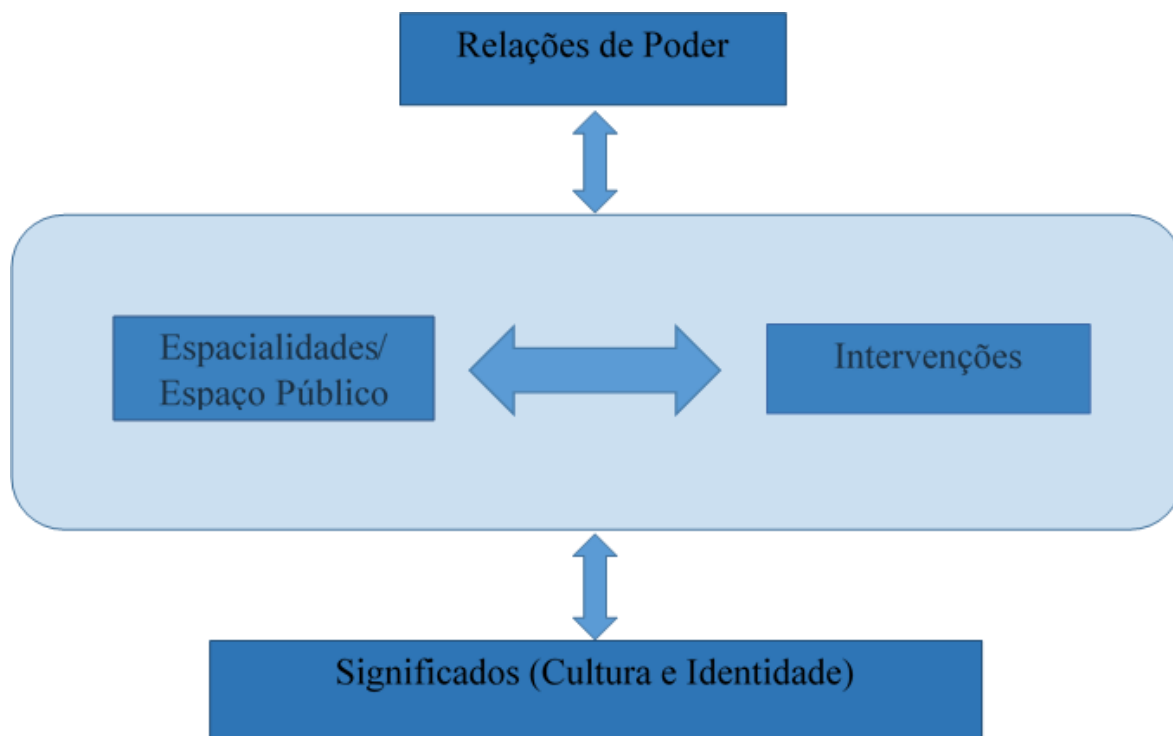 Relações de Poder
Espacialidades/
Espaço Público
Intervenções
Significados (Cultura e Identidade)